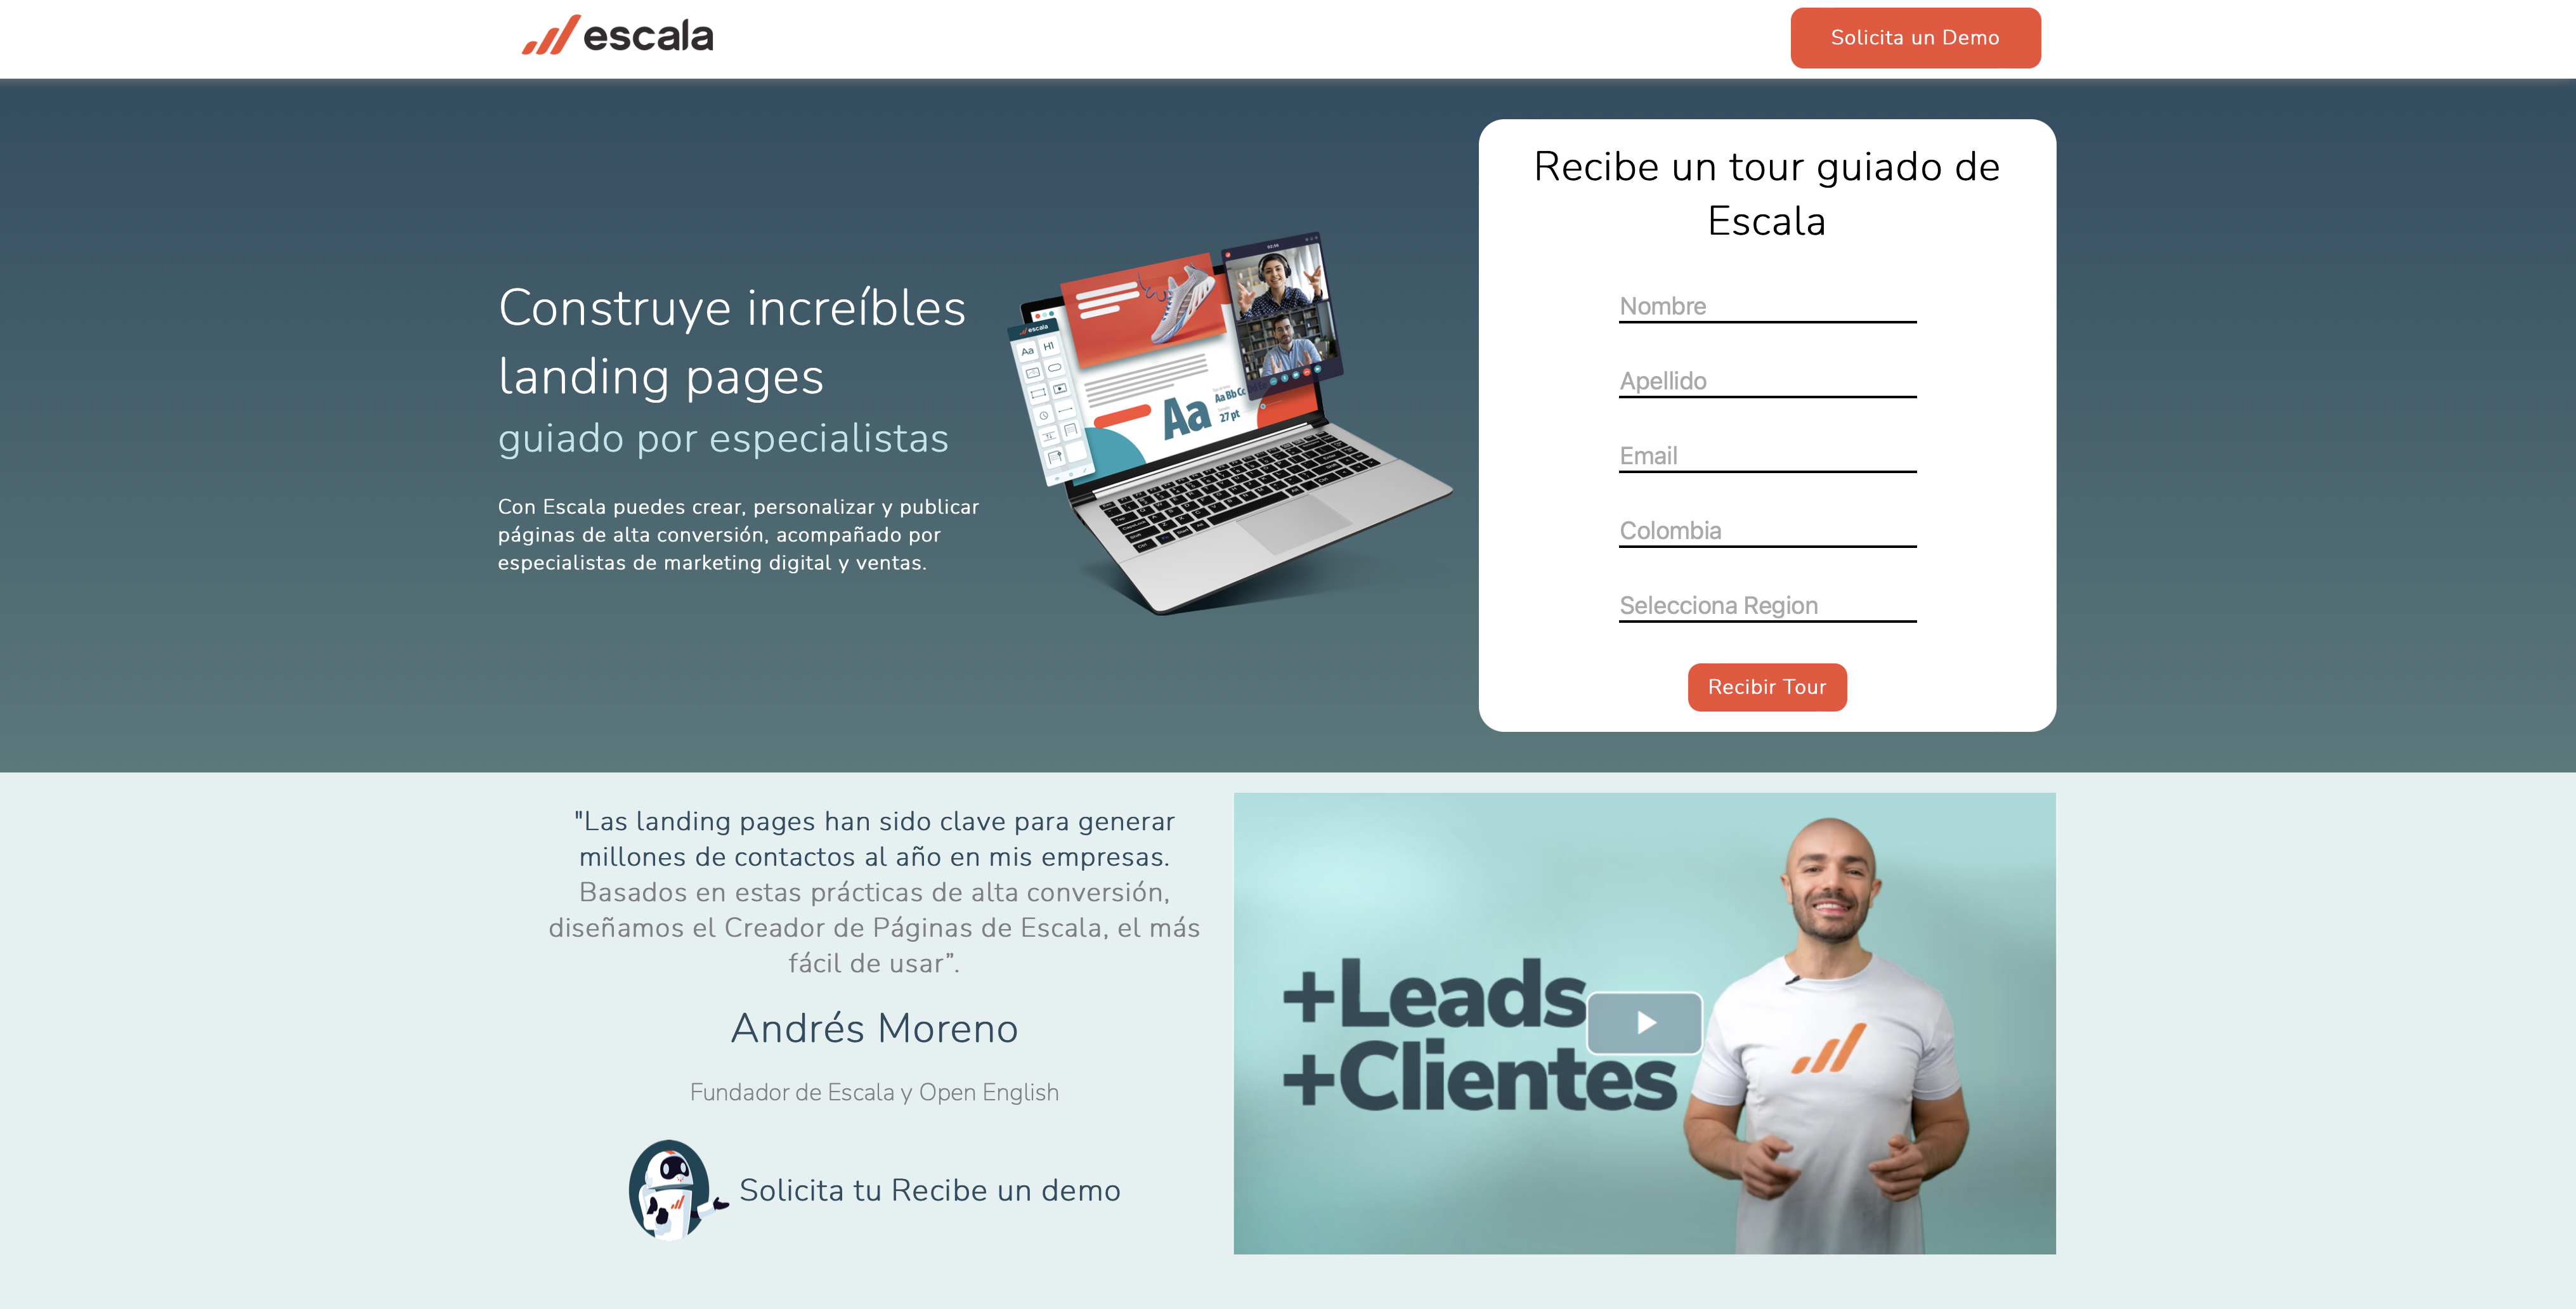 escala
Solicita un Demo
Construye increíbles
landing pages
guiado por especialistas
Con Escala puedes crear, personalizar y publicar
páginas de alta conversión, acompañado por
especialistas de marketing digital y ventas.
escala
Aa
H1
Aa
Aa Bb Cc
27 pt
Recibe un tour guiado de
Escala
Nombre
Apellido
Email
Colombia
Selecciona Region
Recibir Tour
"Las landing pages han sido clave para generar
millones de contactos al año en mis empresas.
Basados en estas prácticas de alta conversión,
diseñamos el Creador de Páginas de Escala, el más
fácil de usar”.
Andrés Moreno
Fundador de Escala y Open English
Solicita tu Recibe un demo
+Leads
+Clientes